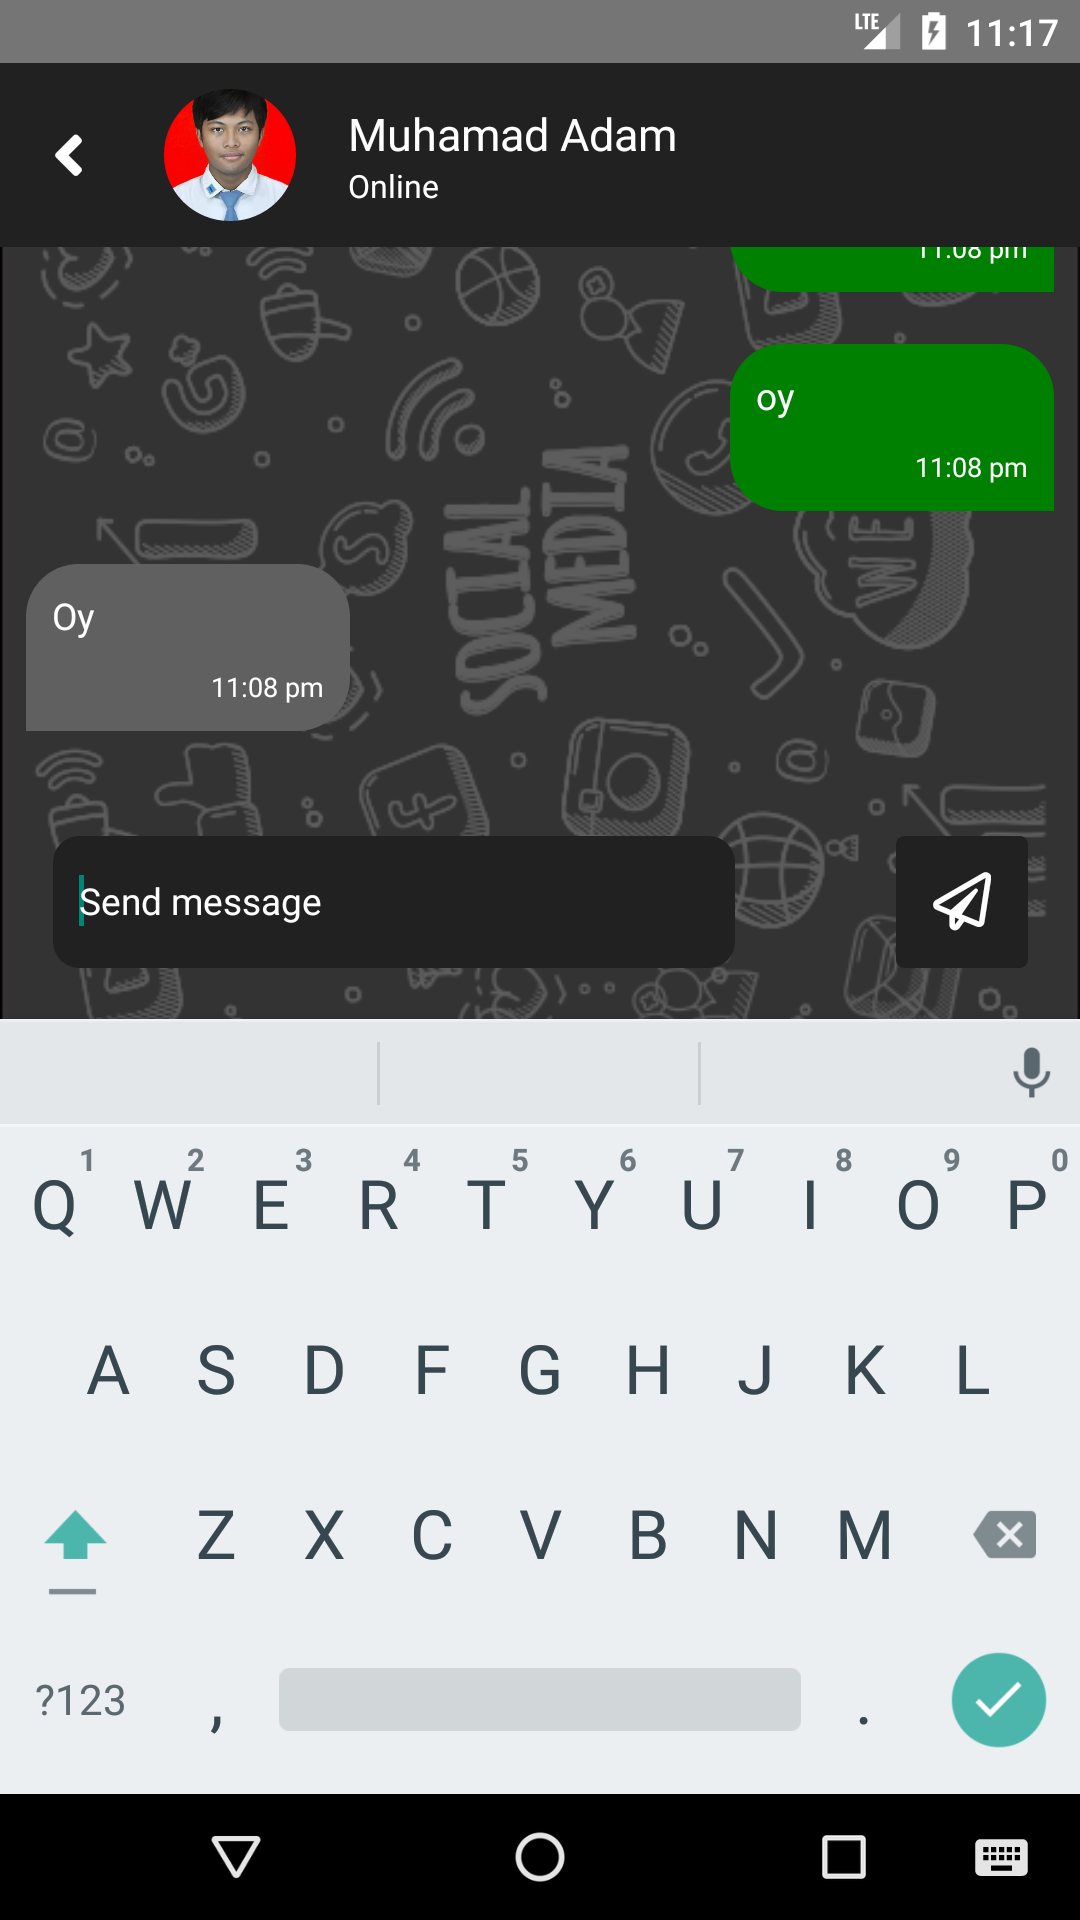 LTE 11:17
Muhamad Adam
Online
11:08 pm
oy
11:08 pm
SOCIAL
MEDIA
WE
Oy
11:08 pm
Send message
1 2 3 4 5 6 7 8 9 0
Q W E R T Y U I O P
A S D F G H J K L
Z X C V B N M
?123 , .